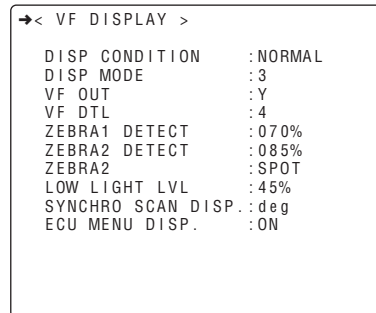 ➔< VF DISPLAY >
DISP CONDITION :NORMAL
DISP MODE :3
VF OUT :Y
VF DTL :4
ZEBRA1 DETECT :070%
ZEBRA2 DETECT :085%
ZEBRA2 :SPOT
LOW LIGHT LVL :45%
SYNCHRO SCAN DISP.:deg
ECU MENU DISP. :ON